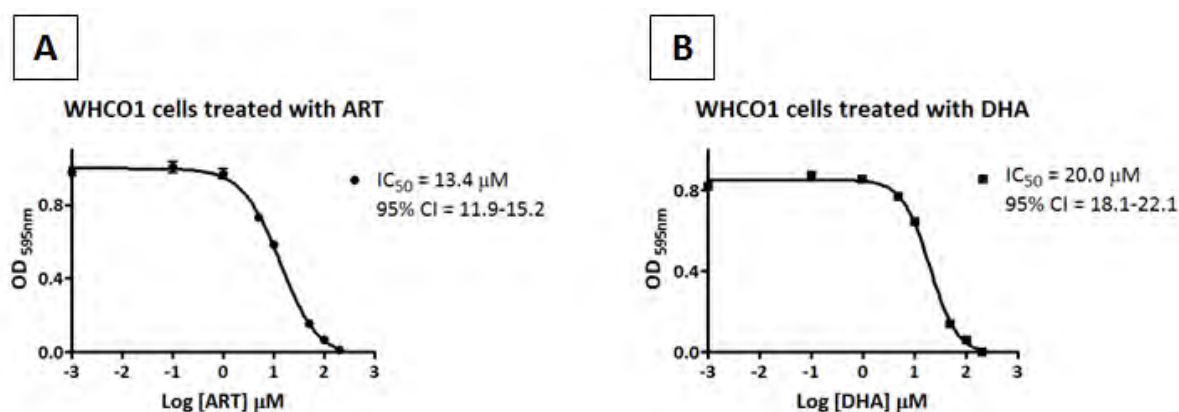 A
WHCO1 cells treated with ART
IC50 = 13.4 µM
95% CI = 11.9-15.2
OD 595nm
0.8
0.4
0.0
-3 -2 -1 0 1 2 3
Log [ART] µM
B
WHCO1 cells treated with DHA
IC50 = 20.0 µM
95% CI = 18.1-22.1
OD 595nm
0.8
0.4
0.0
-3 -2 -1 0 1 2 3
Log [DHA] µM